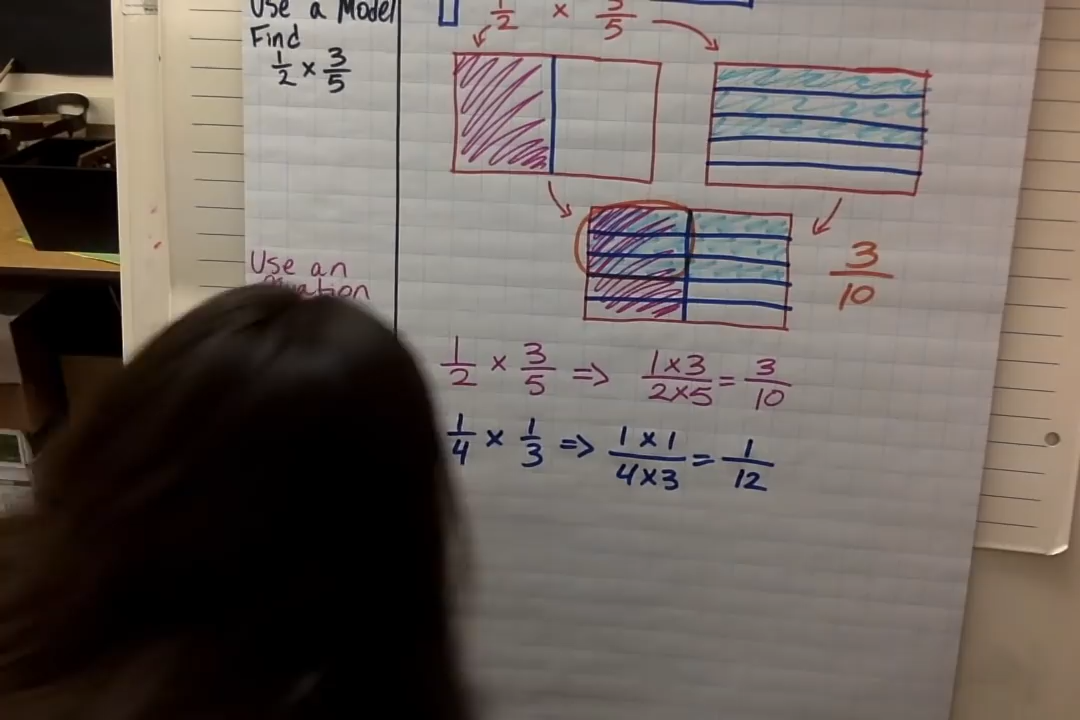 Use a Model
Find
1/2 × 3/5
1/2 × 3/5
3/10
Use an
1/2 × 3/5 ⇒ 1×3/2×5 = 3/10
1/4 × 1/3 ⇒ 1×1/4×3 = 1/12